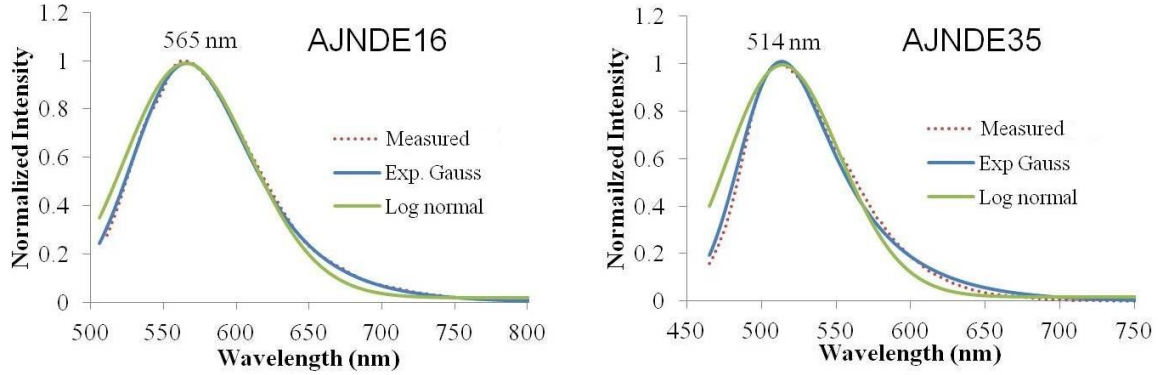 565 nm
AJNDE16
Normalized Intensity
1.2
1
0.8
0.6
0.4
0.2
0
Measured
Exp. Gauss
Log normal
500 550 600 650 700 750 800
Wavelength (nm)
514 nm
AJNDE35
Normailzed Intensity
1.2
1
0.8
0.6
0.4
0.2
0
Measured
Exp Gauss
Log normal
450 500 550 600 650 700 750
Wavelength (nm)